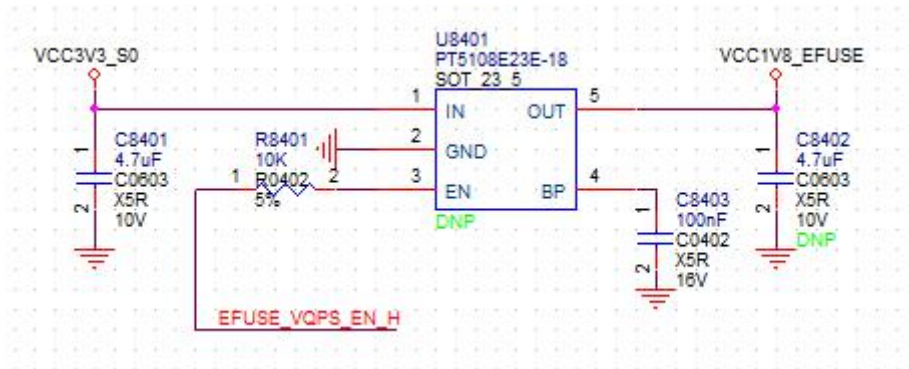 VCC3V3_S0
U8401
PT5108E23E-18
SOT_23_5
VCC1V8_EFUSE
1
IN
OUT
5
2
GND
3
EN
BP
4
DNP
1
C8401
4.7uF
C0603
X5R
10V
2
R8401
10K
R0402
5%
1
2
1
C8403
100nF
C0402
X5R
16V
2
1
C8402
4.7uF
C0603
X5R
10V
DNP
2
EFUSE_VQPS_EN_H